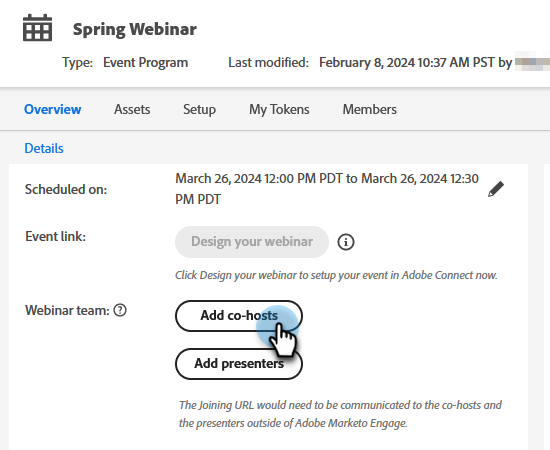 Spring Webinar
Type: Event Program Last modified: February 8, 2024 10:37 AM PST by
Overview Assets Setup My Tokens Members
Details
Scheduled on: March 26, 2024 12:00 PM PDT to March 26, 2024 12:30
PM PDT
Event link: Design your webinar
Click Design your webinar to setup your event in Adobe Connect now.
Webinar team: Add co-hosts
Add presenters
The Joining URL would need to be communicated to the co-hosts and
the presenters outside of Adobe Marketo Engage.